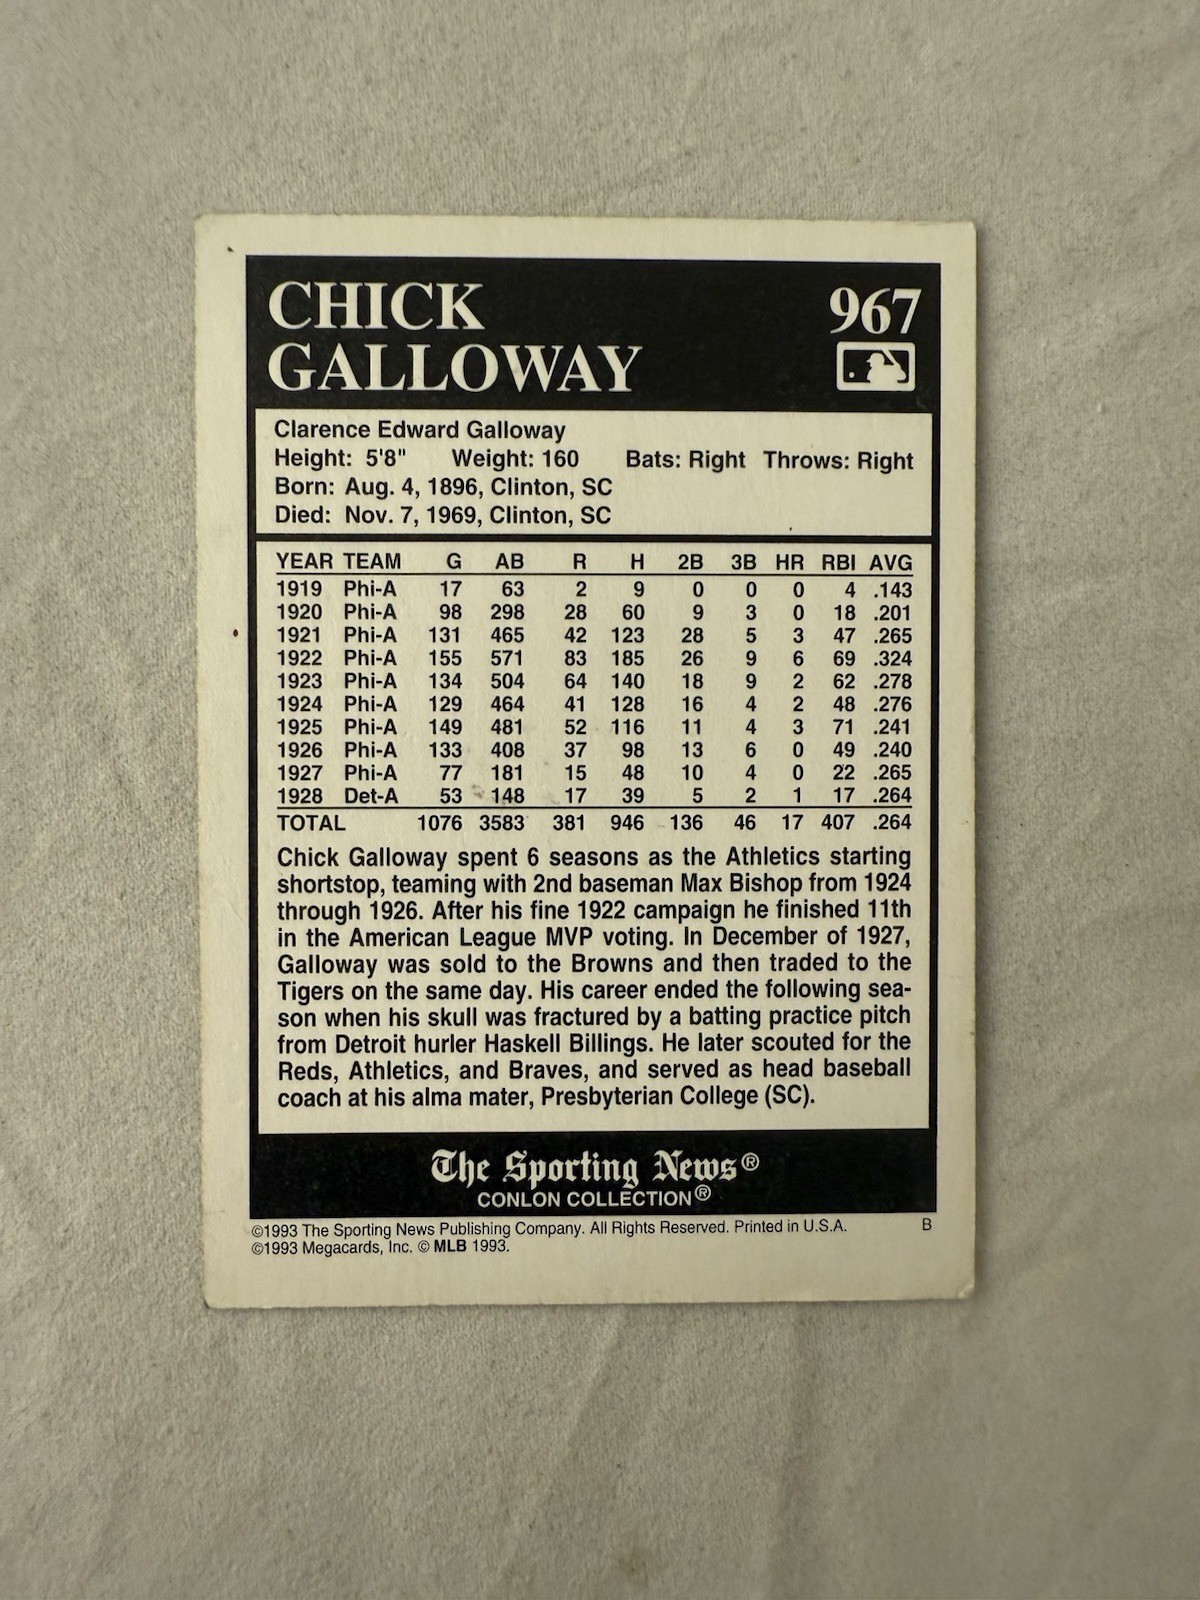 CHICK
GALLOWAY
967
Clarence Edward Galloway
Height: 5'8" Weight: 160 Bats: Right Throws: Right
Born: Aug. 4, 1896, Clinton, SC
Died: Nov. 7, 1969, Clinton, SC
YEAR TEAM G AB R H 2B 3B HR RBI AVG
1919 Phi-A 17 63 2 9 0 0 0 4 .143
1920 Phi-A 98 298 28 60 9 3 0 18 .201
1921 Phi-A 131 465 42 123 28 5 3 47 .265
1922 Phi-A 155 571 83 185 26 9 6 69 .324
1923 Phi-A 134 504 64 140 18 9 2 62 .278
1924 Phi-A 129 464 41 128 16 4 2 48 .276
1925 Phi-A 149 481 52 116 11 4 3 71 .241
1926 Phi-A 133 408 37 98 13 6 0 49 .240
1927 Phi-A 77 181 15 48 10 4 0 22 .265
1928 Det-A 53 148 17 39 5 2 1 17 .264
TOTAL 1076 3583 381 946 136 46 17 407 .264
Chick Galloway spent 6 seasons as the Athletics starting
shortstop, teaming with 2nd baseman Max Bishop from 1924
through 1926. After his fine 1922 campaign he finished 11th
in the American League MVP voting. In December of 1927,
Galloway was sold to the Browns and then traded to the
Tigers on the same day. His career ended the following sea-
son when his skull was fractured by a batting practice pitch
from Detroit hurler Haskell Billings. He later scouted for the
Reds, Athletics, and Braves, and served as head baseball
coach at his alma mater, Presbyterian College (SC).
The Sporting News®
CONLON COLLECTION®
©1993 The Sporting News Publishing Company. All Rights Reserved. Printed in U.S.A. B
©1993 Megacards, Inc. © MLB 1993.